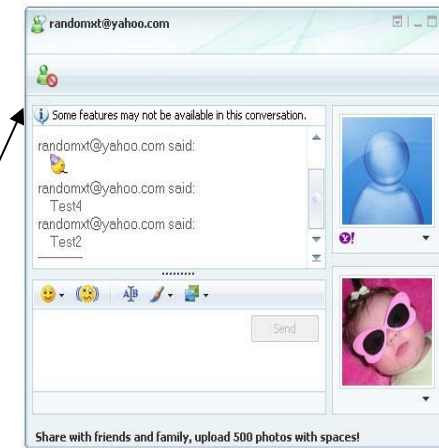 randomxt@yahoo.com
Some features may not be available in this conversation.
randomxt@yahoo.com said:
randomxt@yahoo.com said:
Test4
randomxt@yahoo.com said:
Test2
Y!
A|B
Send
Share with friends and family, upload 500 photos with spaces!